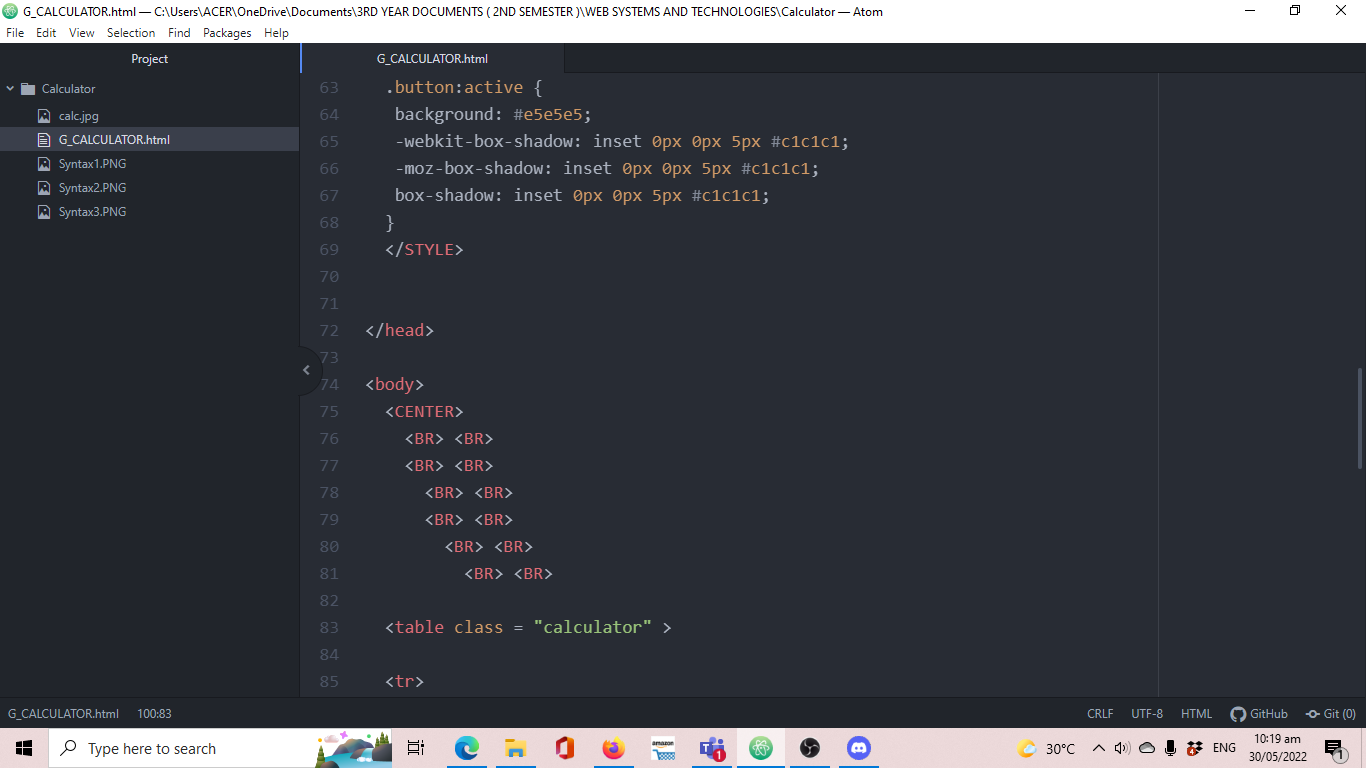 G_CALCULATOR.html — C:\Users\ACER\OneDrive\Documents\3RD YEAR DOCUMENTS ( 2ND SEMESTER )\WEB SYSTEMS AND TECHNOLOGIES\Calculator — Atom
File Edit View Selection Find Packages Help
Project
Calculator
calc.jpg
G_CALCULATOR.html
Syntax1.PNG
Syntax2.PNG
Syntax3.PNG
G_CALCULATOR.html
63 .button:active {
64 background: #e5e5e5;
65 -webkit-box-shadow: inset 0px 0px 5px #c1c1c1;
66 -moz-box-shadow: inset 0px 0px 5px #c1c1c1;
67 box-shadow: inset 0px 0px 5px #c1c1c1;
68 }
69 </STYLE>
70
71
72 </head>
73
74 <body>
75 <CENTER>
76 <BR> <BR>
77 <BR> <BR>
78 <BR> <BR>
79 <BR> <BR>
80 <BR> <BR>
81 <BR> <BR>
82
83 <table class = "calculator" >
84
85 <tr>
G_CALCULATOR.html 100:83 CRLF UTF-8 HTML GitHub Git (0)
Type here to search
amazon
1
30°C
4
ENG
10:19 am
30/05/2022
1